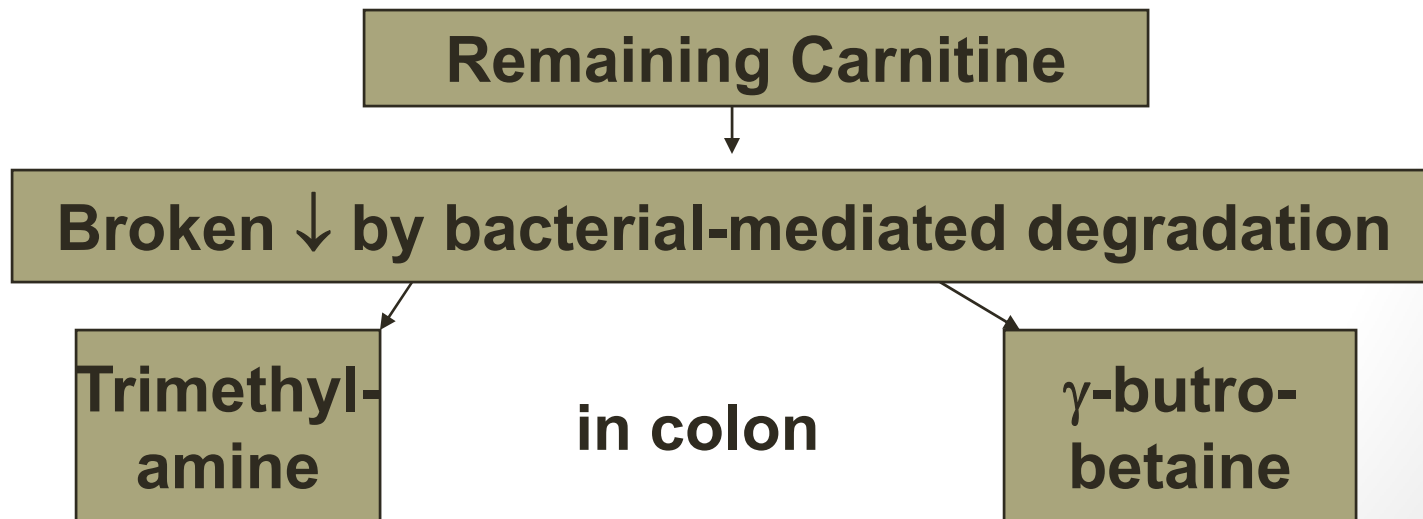 Remaining Carnitine
Broken ↓ by bacterial-mediated degradation
Trimethyl-
amine
in colon
γ-butro-
betaine